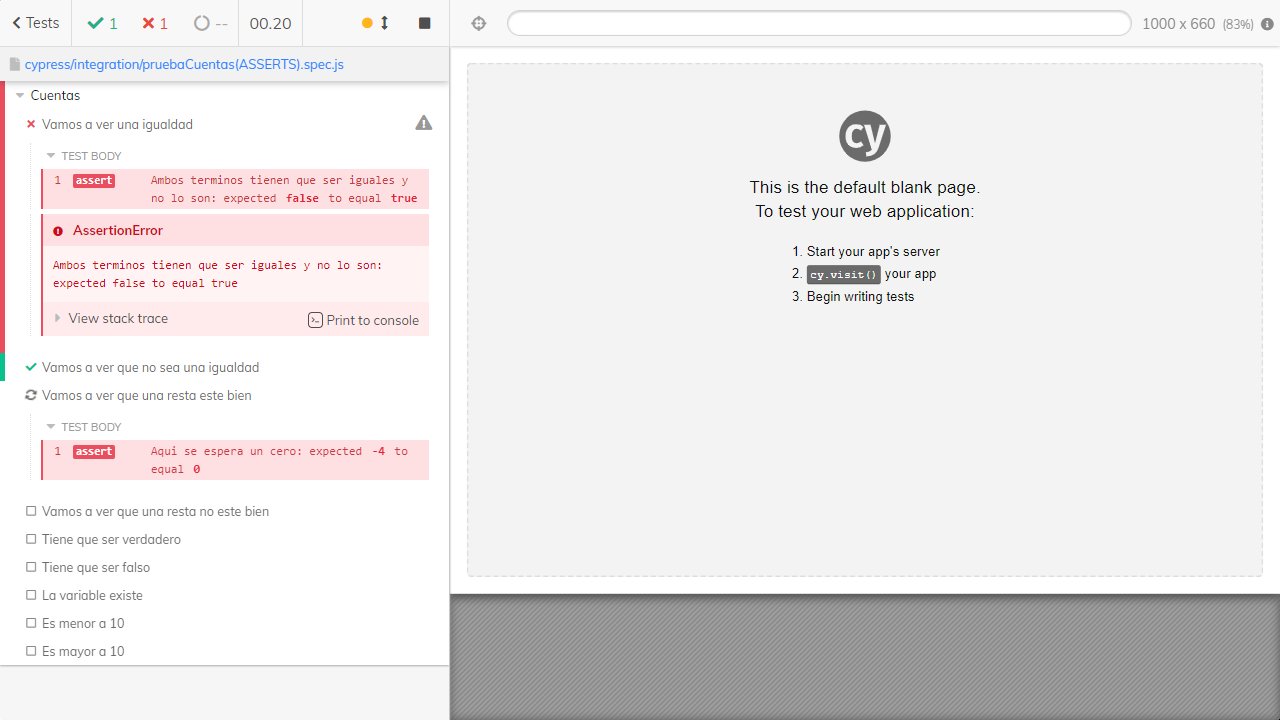 Tests 1 1 -- 00.20 1000 x 660 (83%)
cypress/integration/pruebaCuentas(ASSERTS).spec.js
Cuentas
Vamos a ver una igualdad
TEST BODY
1 assert Ambos terminos tienen que ser iguales y
no lo son: expected false to equal true
AssertionError
Ambos terminos tienen que ser iguales y no lo son:
expected false to equal true
View stack trace Print to console
Vamos a ver que no sea una igualdad
Vamos a ver que una resta este bien
TEST BODY
1 assert Aqui se espera un cero: expected -4 to
equal 0
Vamos a ver que una resta no este bien
Tiene que ser verdadero
Tiene que ser falso
La variable existe
Es menor a 10
Es mayor a 10
cy
This is the default blank page.
To test your web application:
1. Start your app's server
2. cy.visit() your app
3. Begin writing tests